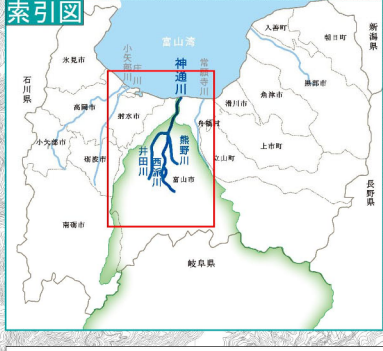 索引図
富山湾
入善町
朝日町
新潟県
氷見市
小矢部川
庄川
神通川
常願寺川
黒部市
石川県
高岡市
射水市
滑川市
魚津市
舟橋村
小矢部市
砺波市
熊野川
井田川
西派川
立山町
上市町
富山市
長野県
南砺市
岐阜県